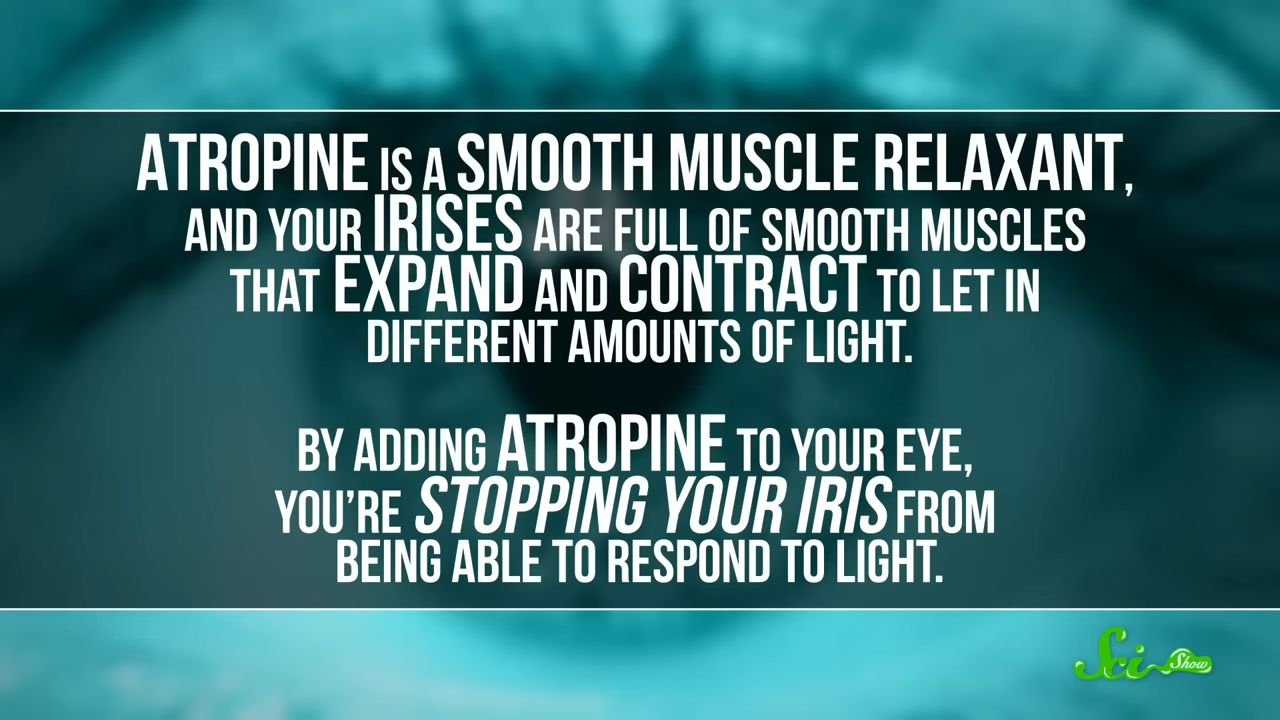 ATROPINE IS A SMOOTH MUSCLE RELAXANT,
AND YOUR IRISES ARE FULL OF SMOOTH MUSCLES
THAT EXPAND AND CONTRACT TO LET IN
DIFFERENT AMOUNTS OF LIGHT.
BY ADDING ATROPINE TO YOUR EYE,
YOU'RE STOPPING YOUR IRIS FROM
BEING ABLE TO RESPOND TO LIGHT.
Sci Show